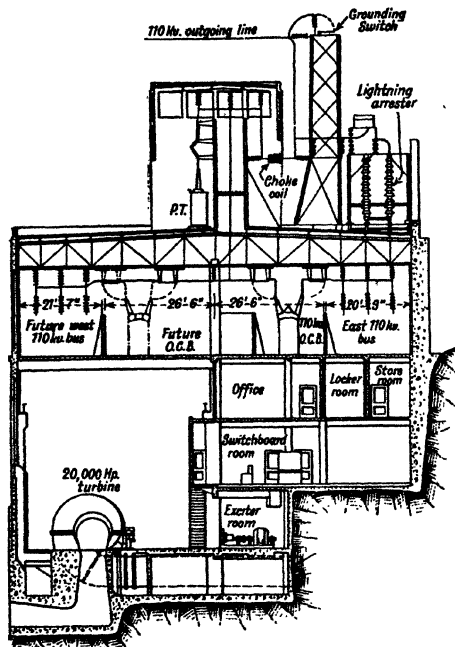 Grounding
Switch
110 kv. outgoing line
Lightning
arrester
Choke
coil
P.T.
21'-7"
26'-6"
26'-6"
20'-9"
Future west
110 kv. bus
Future
O.C.B.
110 kv.
O.C.B.
East 110 kv.
bus
Office
Locker
room
Store
room
Switchboard
room
20,000 Hp.
turbine
Exciter
room